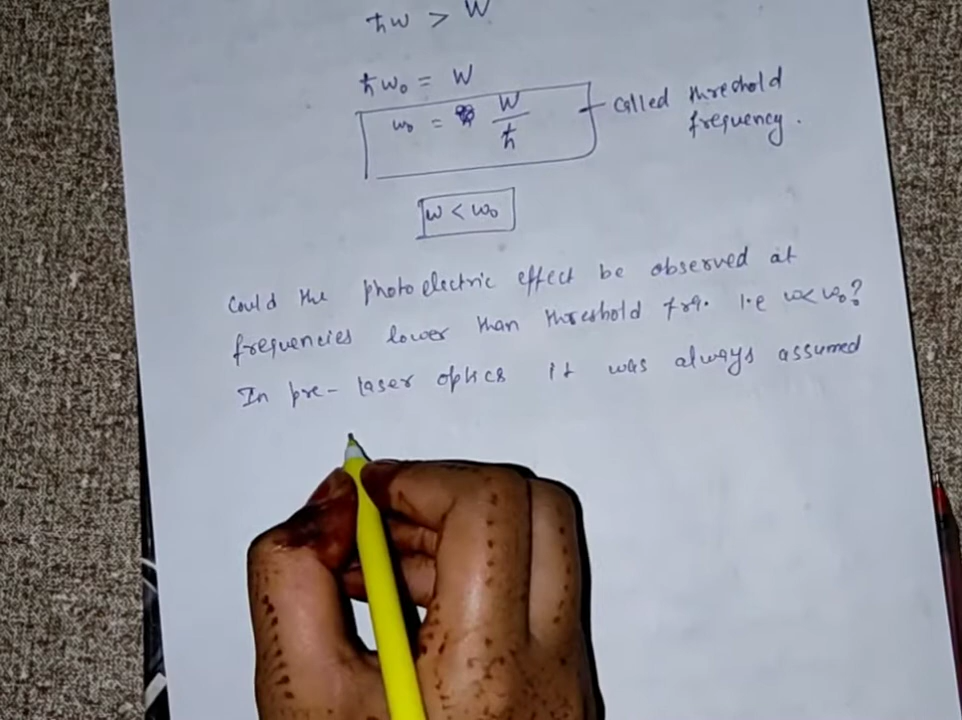 ħω > W
ħω₀ = W
ω₀ = W/ħ called threshold
frequency.
ω < ω₀
Could the photoelectric effect be observed at
frequencies lower than threshold frq. i.e ω<ω₀?
In pre-laser optics it was always assumed